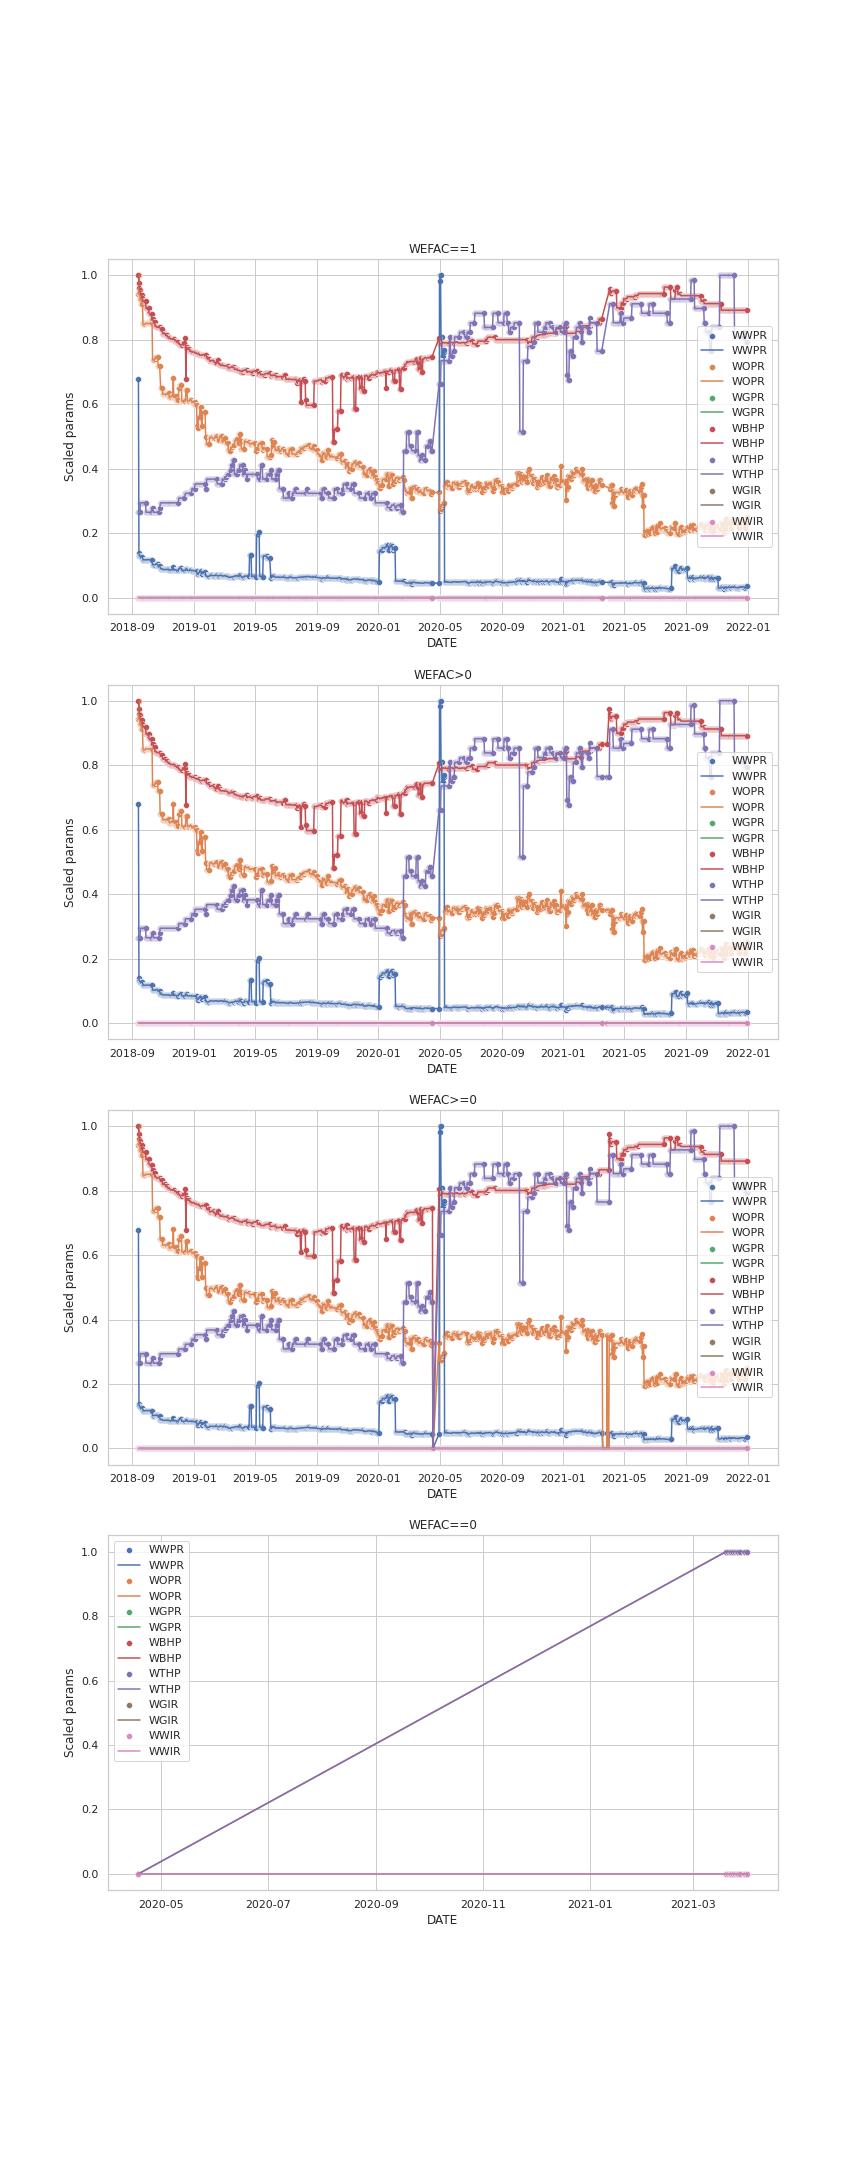 WEFAC==1
1.0
0.8
0.6
0.4
0.2
0.0
Scaled params
WWPR
WWPR
WOPR
WOPR
WGPR
WGPR
WBHP
WBHP
WTHP
WTHP
WGIR
WGIR
WWIR
WWIR
2018-09 2019-01 2019-05 2019-09 2020-01 2020-05 2020-09 2021-01 2021-05 2021-09 2022-01
DATE
WEFAC>0
1.0
0.8
0.6
0.4
0.2
0.0
Scaled params
WWPR
WWPR
WOPR
WOPR
WGPR
WGPR
WBHP
WBHP
WTHP
WTHP
WGIR
WGIR
WWIR
WWIR
2018-09 2019-01 2019-05 2019-09 2020-01 2020-05 2020-09 2021-01 2021-05 2021-09 2022-01
DATE
WEFAC>=0
1.0
0.8
0.6
0.4
0.2
0.0
Scaled params
WWPR
WWPR
WOPR
WOPR
WGPR
WGPR
WBHP
WBHP
WTHP
WTHP
WGIR
WGIR
WWIR
WWIR
2018-09 2019-01 2019-05 2019-09 2020-01 2020-05 2020-09 2021-01 2021-05 2021-09 2022-01
DATE
WEFAC==0
1.0
0.8
0.6
0.4
0.2
0.0
Scaled params
WWPR
WWPR
WOPR
WOPR
WGPR
WGPR
WBHP
WBHP
WTHP
WTHP
WGIR
WGIR
WWIR
WWIR
2020-05 2020-07 2020-09 2020-11 2021-01 2021-03
DATE